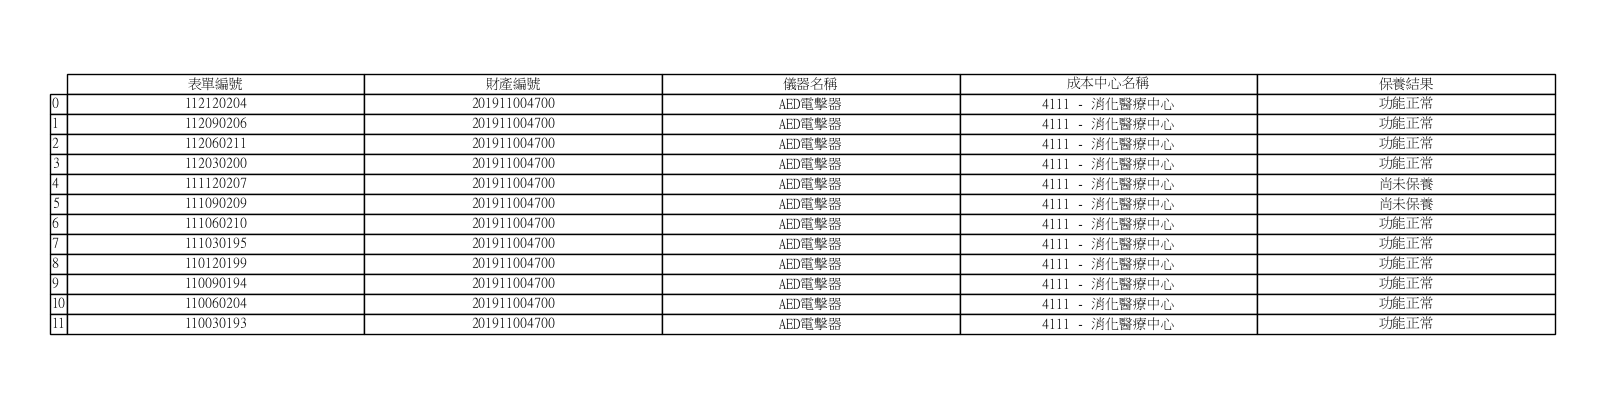 表單編號 財產編號 儀器名稱 成本中心名稱 保養結果
0 112120204 201911004700 AED電擊器 4111 - 消化醫療中心 功能正常
1 112090206 201911004700 AED電擊器 4111 - 消化醫療中心 功能正常
2 112060211 201911004700 AED電擊器 4111 - 消化醫療中心 功能正常
3 112030200 201911004700 AED電擊器 4111 - 消化醫療中心 功能正常
4 111120207 201911004700 AED電擊器 4111 - 消化醫療中心 尚未保養
5 111090209 201911004700 AED電擊器 4111 - 消化醫療中心 尚未保養
6 111060210 201911004700 AED電擊器 4111 - 消化醫療中心 功能正常
7 111030195 201911004700 AED電擊器 4111 - 消化醫療中心 功能正常
8 110120199 201911004700 AED電擊器 4111 - 消化醫療中心 功能正常
9 110090194 201911004700 AED電擊器 4111 - 消化醫療中心 功能正常
10 110060204 201911004700 AED電擊器 4111 - 消化醫療中心 功能正常
11 110030193 201911004700 AED電擊器 4111 - 消化醫療中心 功能正常